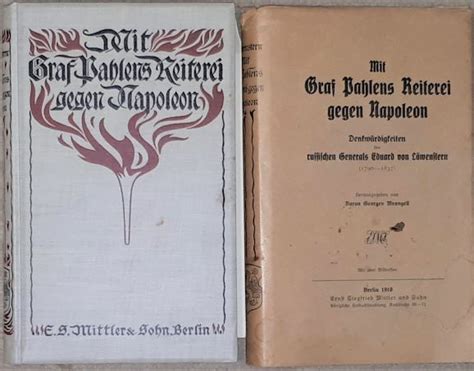 Mit
Graf Pahlens Reiterei
gegen Napoleon
E. S. Mittler & Sohn. Berlin
Mit
Graf Pahlens Reiterei
gegen Napoleon
Denkwürdigkeiten
des
russischen Generals Eduard von Löwenstern
Herausgegeben von
Baron Georges Wrangell
Berlin 1910
Ernst Siegfried Mittler und Sohn